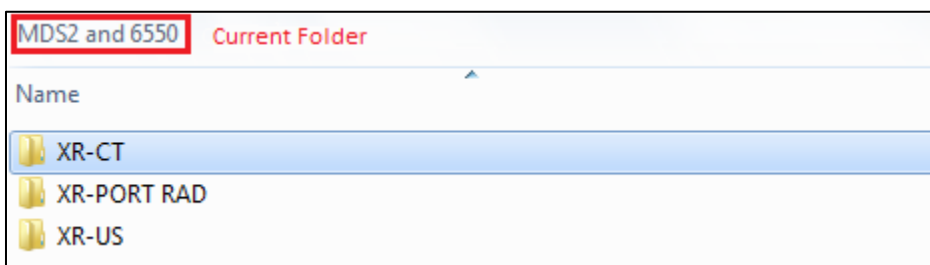 MDS2 and 6550 Current Folder
Name
XR-CT
XR-PORT RAD
XR-US